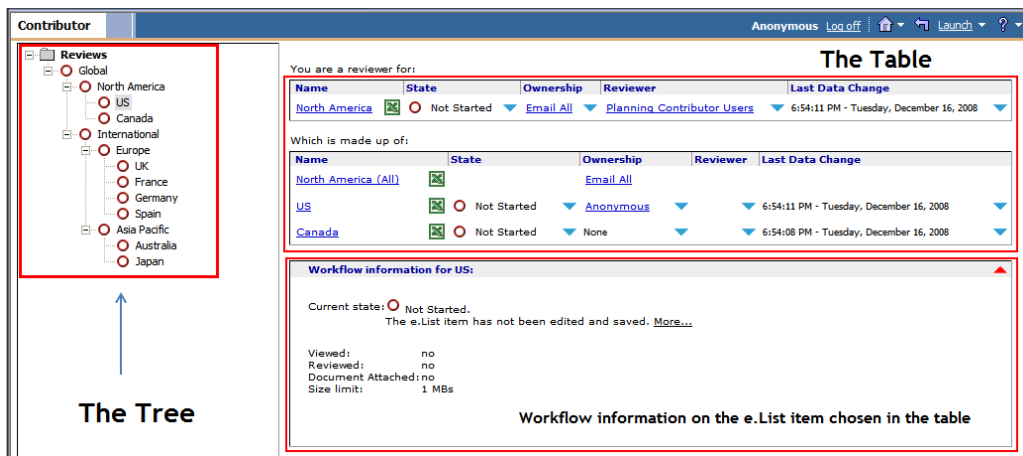 Contributor
Anonymous Log off Launch ?
Reviews
Global
North America
US
Canada
International
Europe
UK
France
Germany
Spain
Asia Pacific
Australia
Japan
The Tree
The Table
You are a reviewer for:
Name State Ownership Reviewer Last Data Change
North America Not Started Email All Planning Contributor Users 6:54:11 PM - Tuesday, December 16, 2008
Which is made up of:
Name State Ownership Reviewer Last Data Change
North America (All) Email All
US Not Started Anonymous 6:54:11 PM - Tuesday, December 16, 2008
Canada Not Started None 6:54:08 PM - Tuesday, December 16, 2008
Workflow information for US:
Current state: Not Started.
The e.List item has not been edited and saved. More...
Viewed: no
Reviewed: no
Document Attached: no
Size limit: 1 MBs
Workflow information on the e.List item chosen in the table